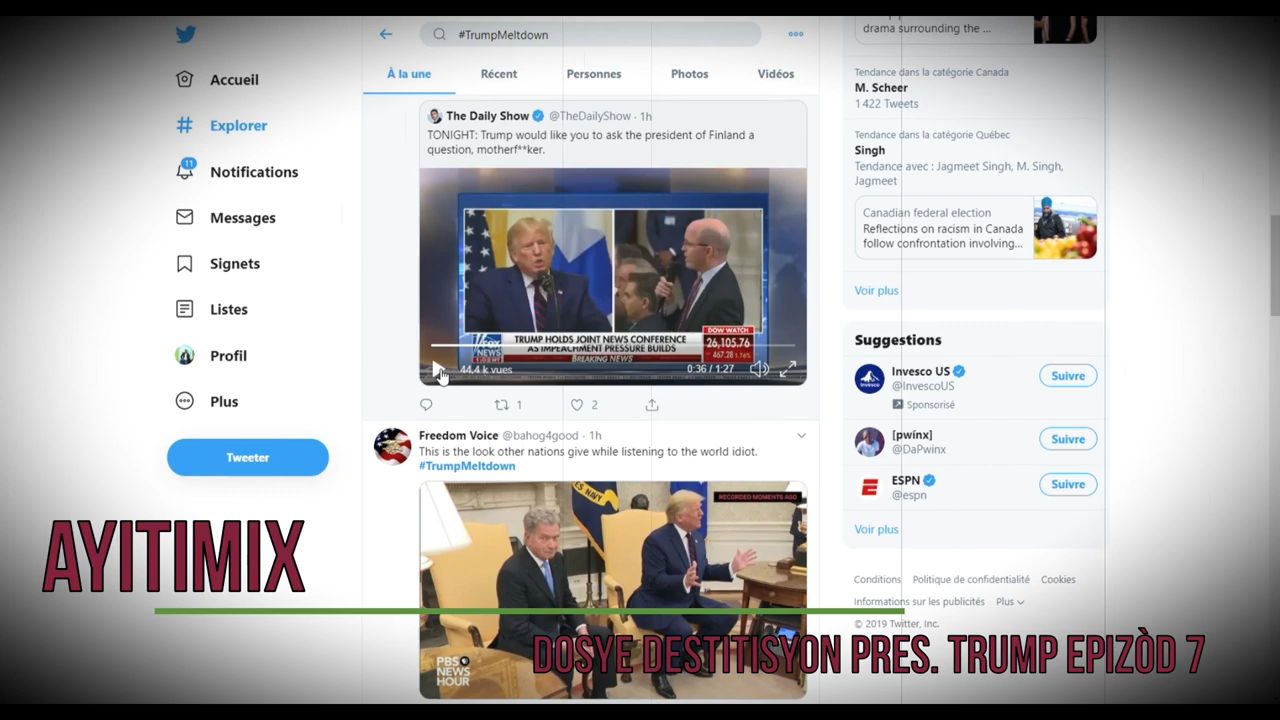 #TrumpMeltdown
Accueil
Explorer
11
Notifications
Messages
Signets
Listes
Profil
Plus
Tweeter
À la une
Récent
Personnes
Photos
Vidéos
The Daily Show @TheDailyShow · 1h
TONIGHT: Trump would like you to ask the president of Finland a
question, motherf**ker.
FOX
NEWS
TRUMP HOLDS JOINT NEWS CONFERENCE
AS IMPEACHMENT PRESSURE BUILDS
BREAKING NEWS
DOW WATCH
26,105.76
467.28 1.76%
44,4 k vues
0:36 / 1:27
1
2
Freedom Voice @bahog4good · 1h
This is the look other nations give while listening to the world idiot.
#TrumpMeltdown
RECORDED MOMENTS AGO
PBS
NEWS
HOUR
drama surrounding the ...
Tendance dans la catégorie Canada
M. Scheer
1 422 Tweets
Tendance dans la catégorie Québec
Singh
Tendance avec : Jagmeet Singh, M. Singh,
Jagmeet
Canadian federal election
Reflections on racism in Canada
follow confrontation involving...
Voir plus
Suggestions
Invesco
Invesco US
@InvescoUS
Sponsorisé
Suivre
[pwínx]
@DaPwinx
Suivre
ESPN
@espn
Suivre
Voir plus
Conditions Politique de confidentialité Cookies
Informations sur les publicités Plus
© 2019 Twitter, Inc.
AYITIMIX
DOSYE DESTITISYON PRES. TRUMP EPIZÒD 7